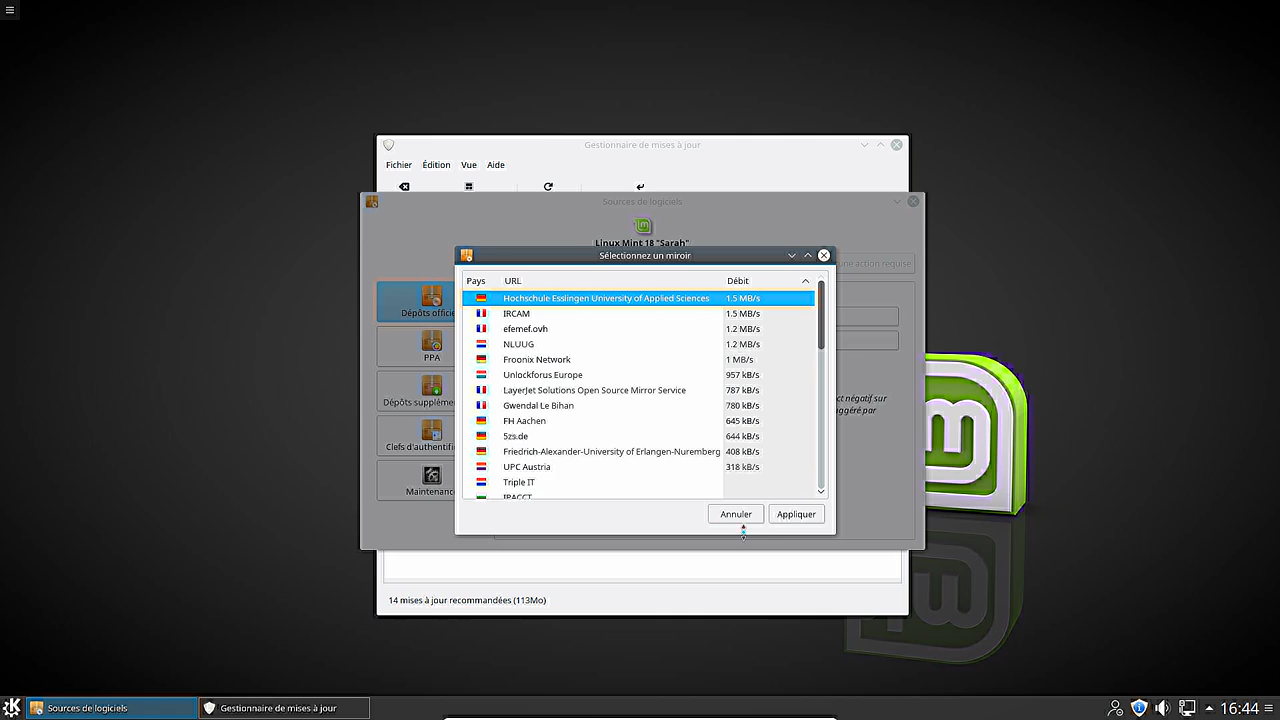 Gestionnaire de mises à jour
Fichier Édition Vue Aide
Sources de logiciels
Linux Mint 18 "Sarah"
une action requise
Sélectionnez un miroir
Pays URL Débit
Hochschule Esslingen University of Applied Sciences 1.5 MB/s
IRCAM 1.5 MB/s
efemef.ovh 1.2 MB/s
NLUUG 1.2 MB/s
Froonix Network 1 MB/s
Unlockforus Europe 957 kB/s
LayerJet Solutions Open Source Mirror Service 787 kB/s
Gwendal Le Bihan 780 kB/s
FH Aachen 645 kB/s
5zs.de 644 kB/s
Friedrich-Alexander-University of Erlangen-Nuremberg 408 kB/s
UPC Austria 318 kB/s
Triple IT
IPACCT
Annuler Appliquer
Dépôts officie
PPA
Dépôts supplém
Clefs d'authentifi
Maintenanc
ct négatif sur
uggéré par
14 mises à jour recommandées (113Mo)
Sources de logiciels
Gestionnaire de mises à jour
16:44